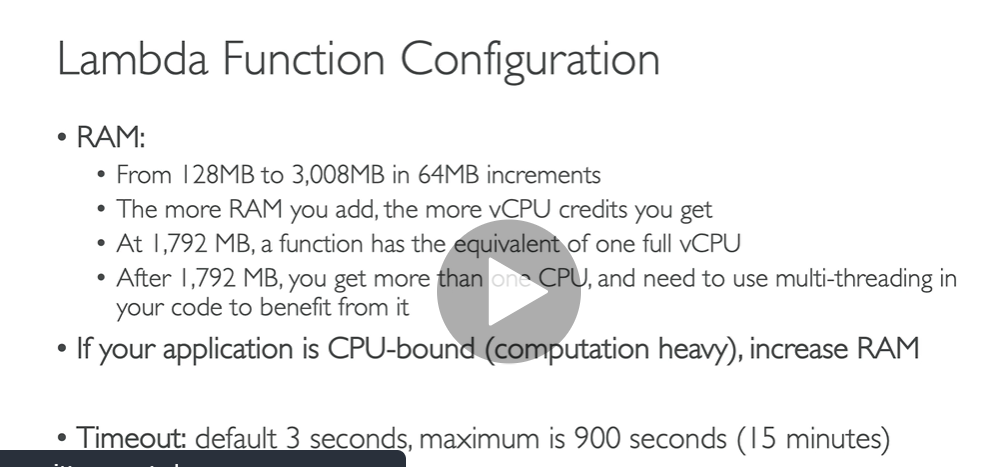 Lambda Function Configuration
• RAM:
• From 128MB to 3,008MB in 64MB increments
• The more RAM you add, the more vCPU credits you get
• At 1,792 MB, a function has the equivalent of one full vCPU
• After 1,792 MB, you get more than one CPU, and need to use multi-threading in
your code to benefit from it
• If your application is CPU-bound (computation heavy), increase RAM
• Timeout: default 3 seconds, maximum is 900 seconds (15 minutes)